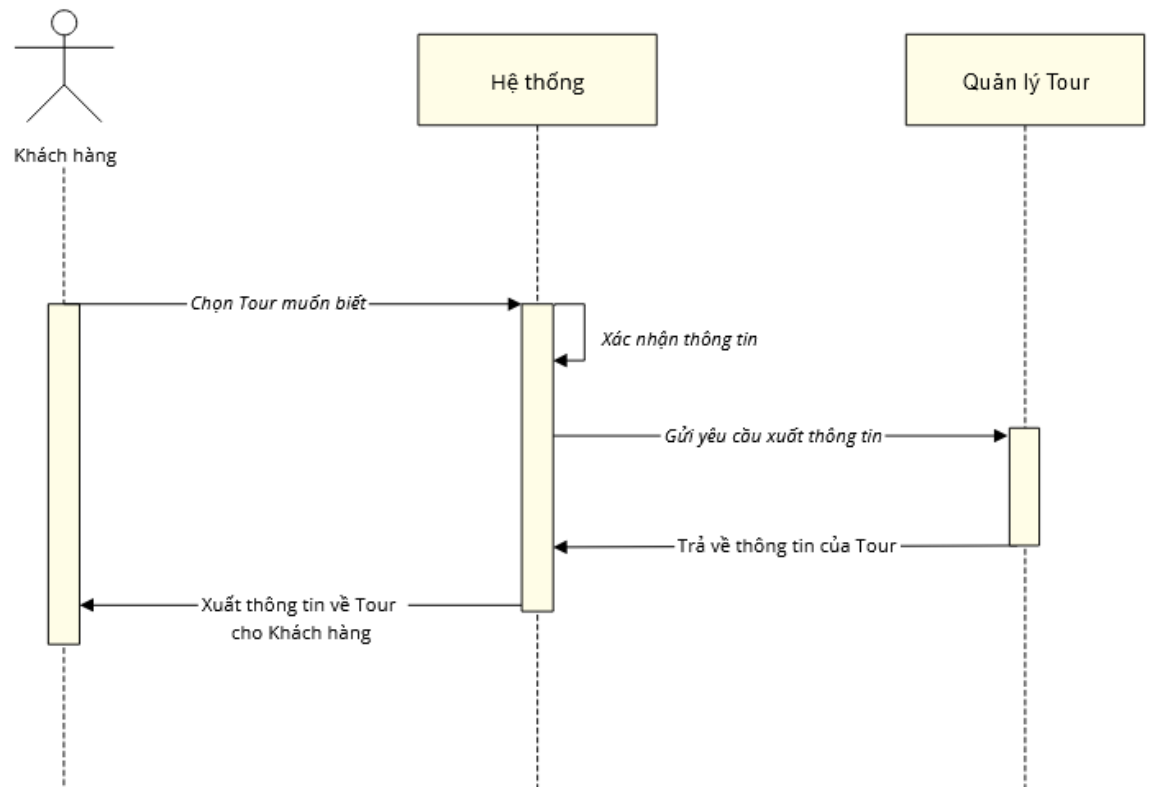 Hệ thống
Quản lý Tour
Khách hàng
Chọn Tour muốn biết
Xác nhận thông tin
Gửi yêu cầu xuất thông tin
Trả về thông tin của Tour
Xuất thông tin về Tour
cho Khách hàng